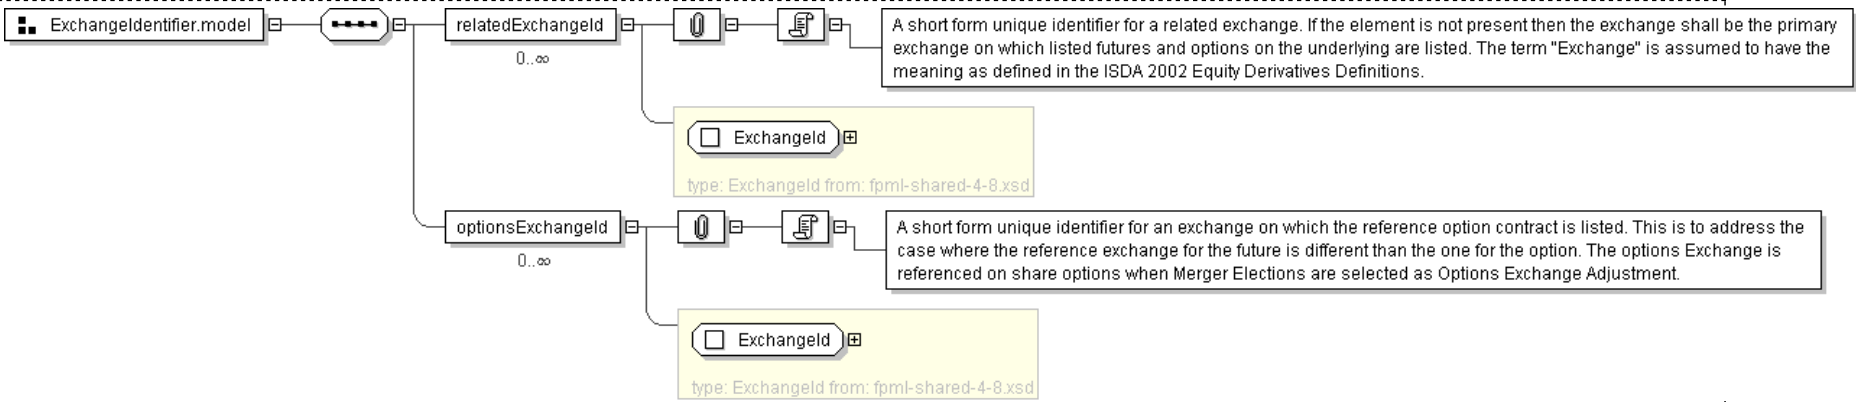 ExchangeIdentifier.model
relatedExchangeId
0..∞
A short form unique identifier for a related exchange. If the element is not present then the exchange shall be the primary
exchange on which listed futures and options on the underlying are listed. The term "Exchange" is assumed to have the
meaning as defined in the ISDA 2002 Equity Derivatives Definitions.
ExchangeId
type: ExchangeId from: fpml-shared-4-8.xsd
optionsExchangeId
0..∞
A short form unique identifier for an exchange on which the reference option contract is listed. This is to address the
case where the reference exchange for the future is different than the one for the option. The options Exchange is
referenced on share options when Merger Elections are selected as Options Exchange Adjustment.
ExchangeId
type: ExchangeId from: fpml-shared-4-8.xsd